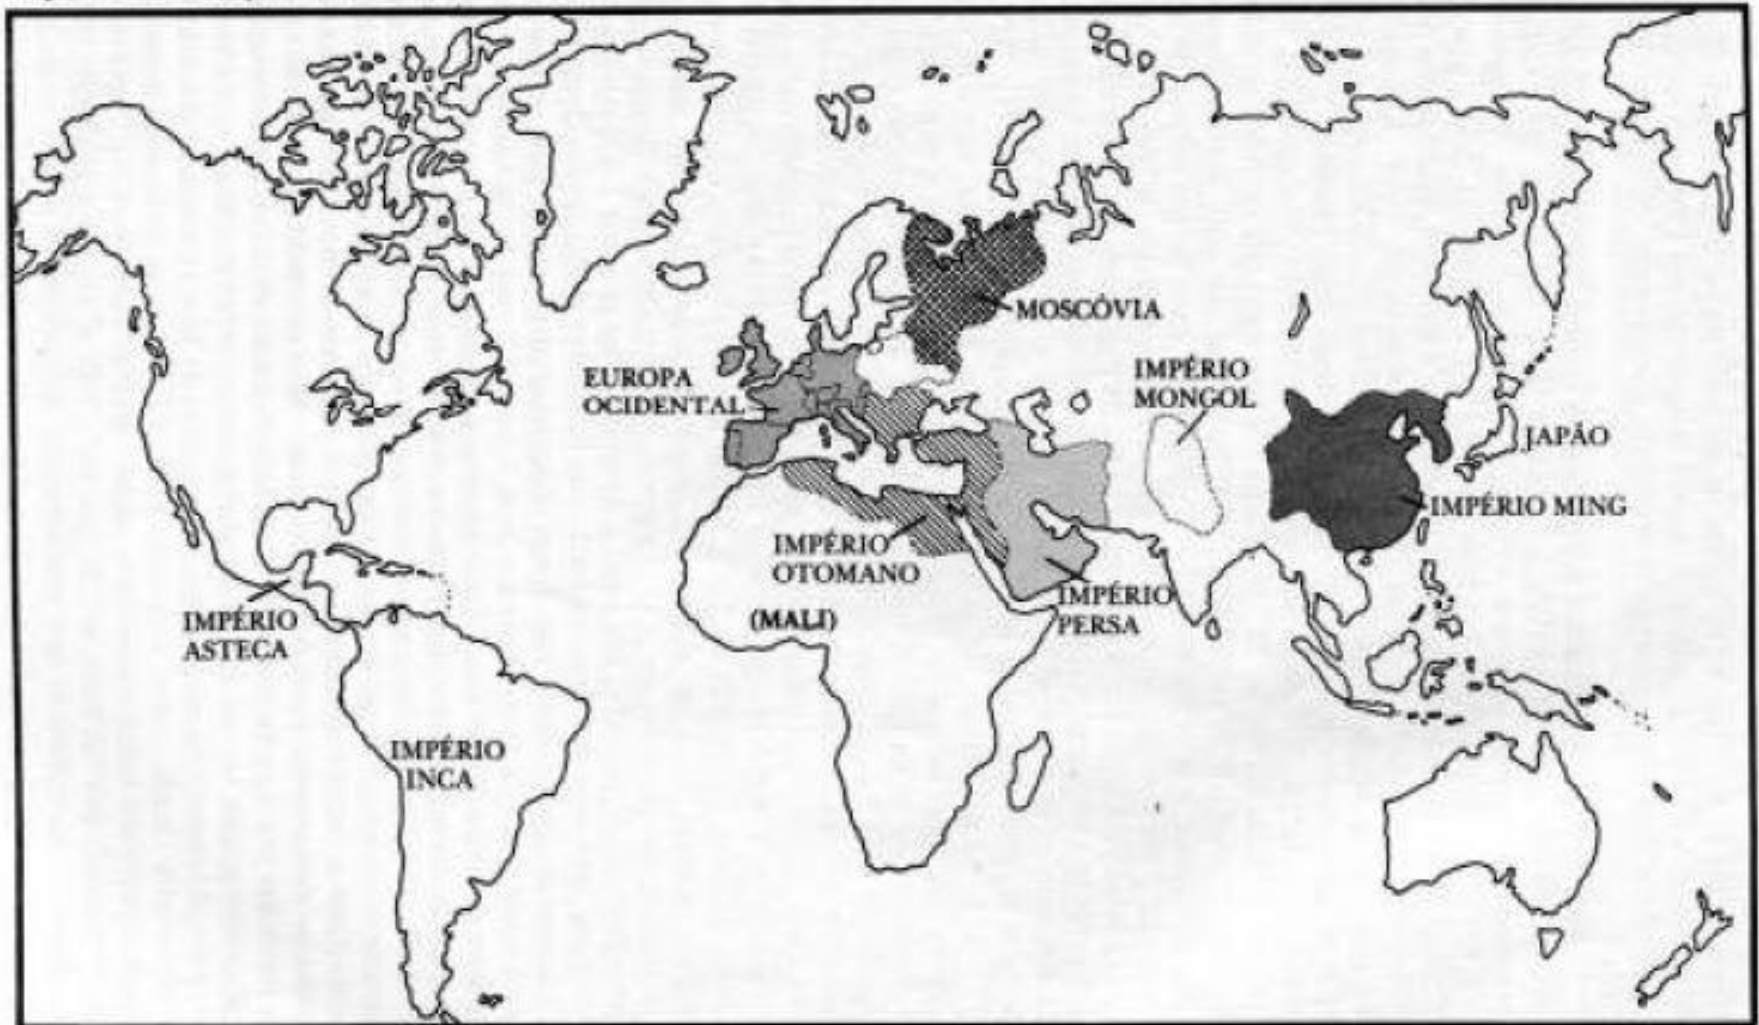 MOSCÓVIA
EUROPA
OCIDENTAL
IMPÉRIO
MONGOL
JAPÃO
IMPÉRIO MING
IMPÉRIO
OTOMANO
IMPÉRIO
PERSA
(MALI)
IMPÉRIO
ASTECA
IMPÉRIO
INCA